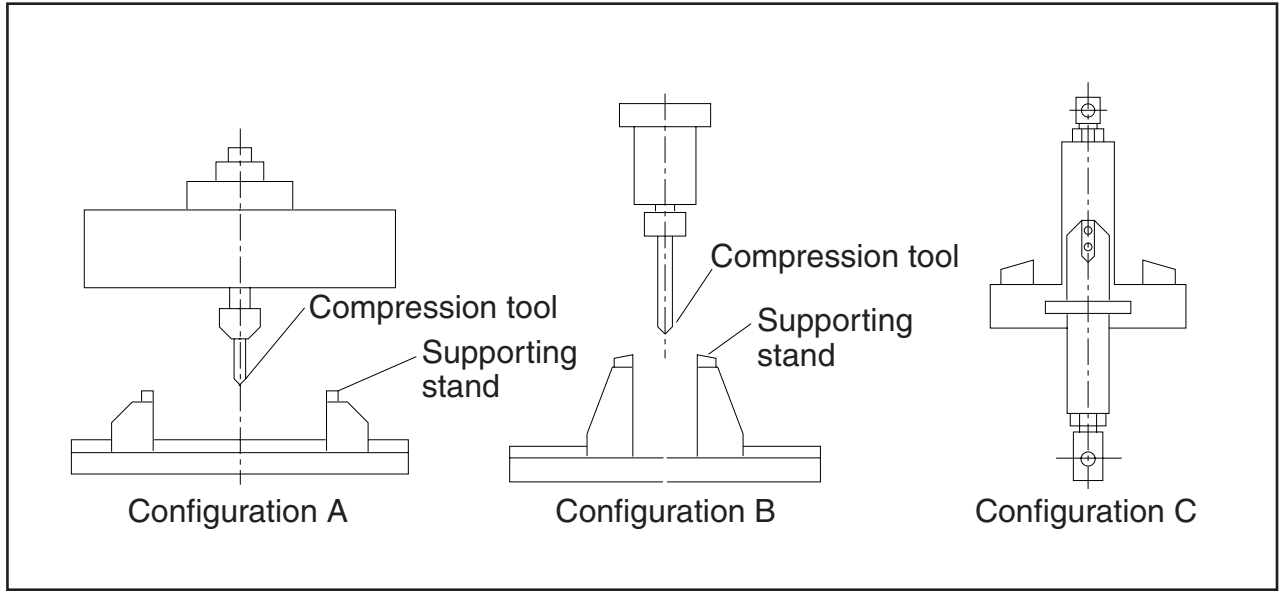 Compression tool
Supporting
stand
Configuration A
Compression tool
Supporting
stand
Configuration B
Configuration C